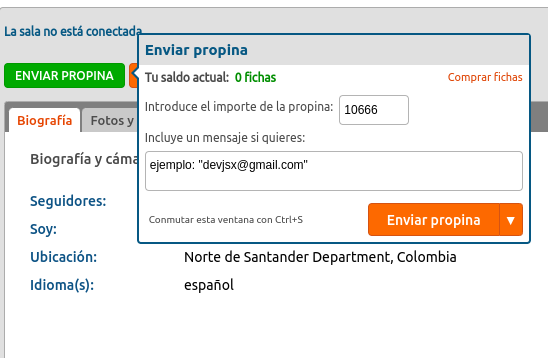 La sala no está conectada
Enviar propina
ENVIAR PROPINA
Tu saldo actual: 0 fichas
Comprar fichas
Introduce el importe de la propina: 10666
Incluye un mensaje si quieres:
ejemplo: "devjsx@gmail.com"
Conmutar esta ventana con Ctrl+S
Enviar propina ▼
Biografía
Fotos y
Biografía y cáma
Seguidores:
Soy:
Ubicación: Norte de Santander Department, Colombia
Idioma(s): español